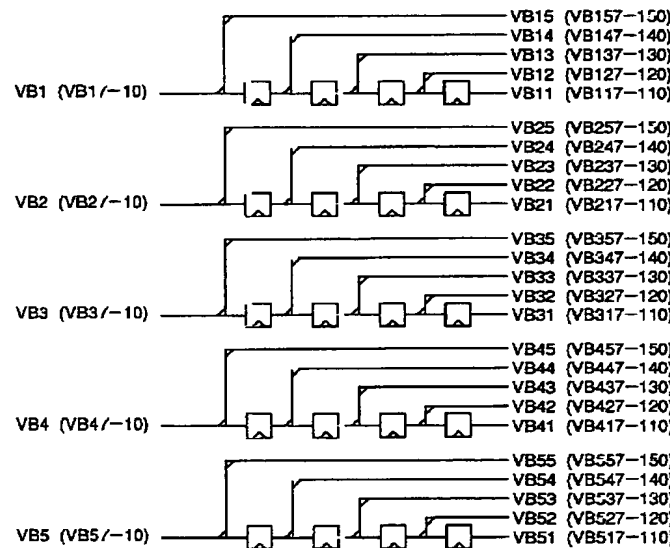 VB15 (VB157-150)
VB14 (VB147-140)
VB13 (VB137-130)
VB12 (VB127-120)
VB1 (VB17-10) VB11 (VB117-110)
VB25 (VB257-150)
VB24 (VB247-140)
VB23 (VB237-130)
VB22 (VB227-120)
VB2 (VB27-10) VB21 (VB217-110)
VB35 (VB357-150)
VB34 (VB347-140)
VB33 (VB337-130)
VB32 (VB327-120)
VB3 (VB37-10) VB31 (VB317-110)
VB45 (VB457-150)
VB44 (VB447-140)
VB43 (VB437-130)
VB42 (VB427-120)
VB4 (VB47-10) VB41 (VB417-110)
VB55 (VB557-150)
VB54 (VB547-140)
VB53 (VB537-130)
VB52 (VB527-120)
VB5 (VB57-10) VB51 (VB517-110)